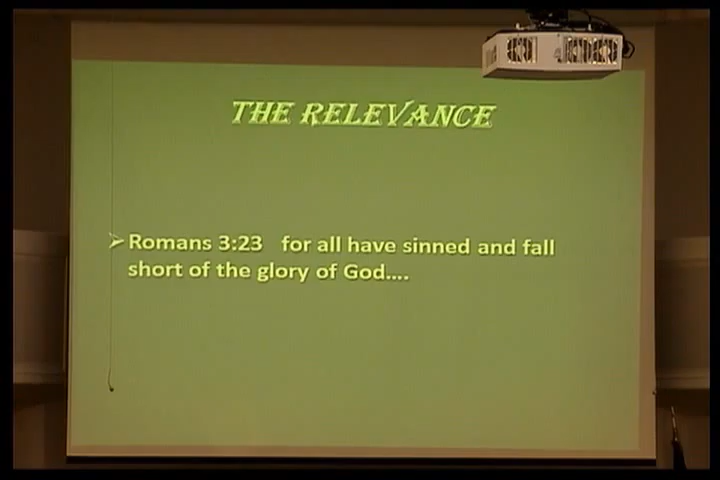 THE RELEVANCE
Romans 3:23 for all have sinned and fall
short of the glory of God....